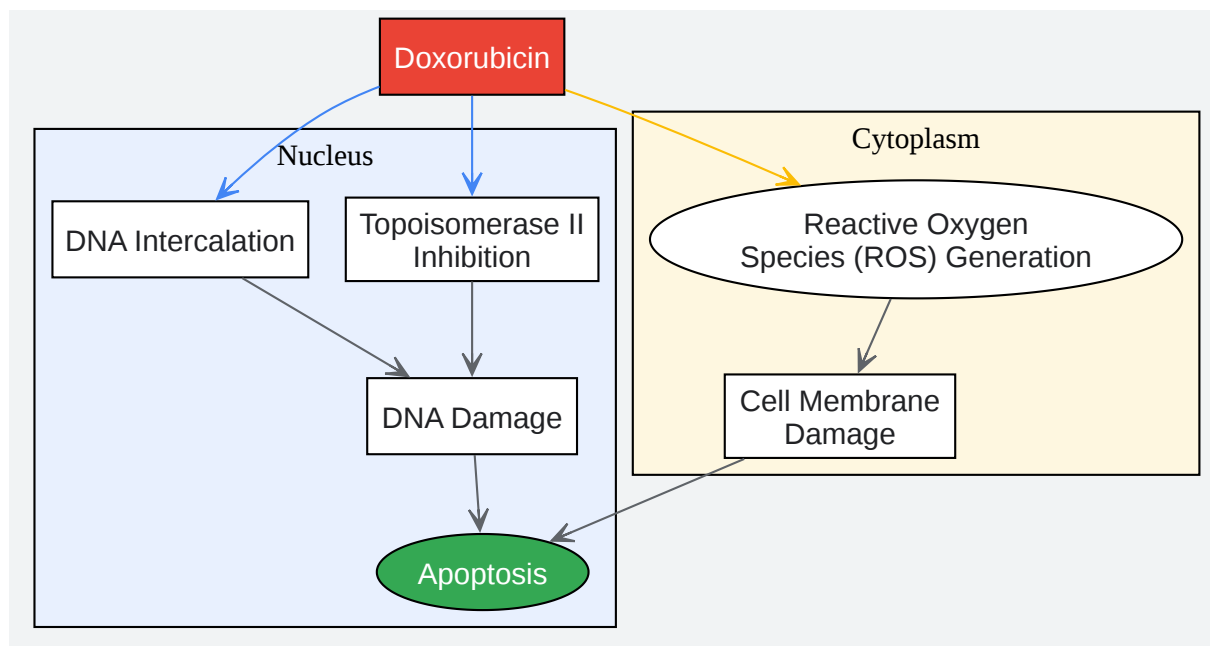 Doxorubicin
Nucleus
Cytoplasm
DNA Intercalation
Topoisomerase II
Inhibition
Reactive Oxygen
Species (ROS) Generation
DNA Damage
Cell Membrane
Damage
Apoptosis